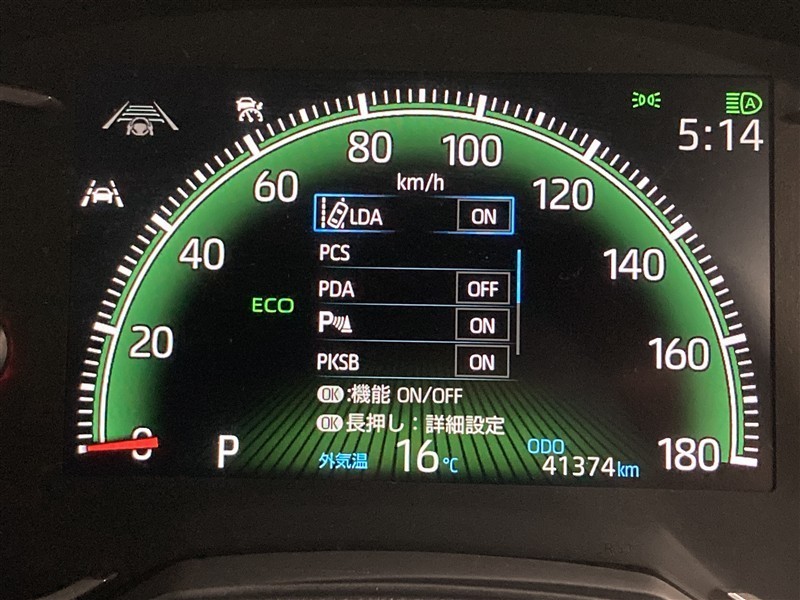 5:14
80
100
km/h
60
120
LDA ON
40
PCS
140
PDA OFF
ECO
P ON
20
160
PKSB ON
OK:機能 ON/OFF
OK長押し:詳細設定
0
P
外気温 16℃
ODO
41374km
180
A